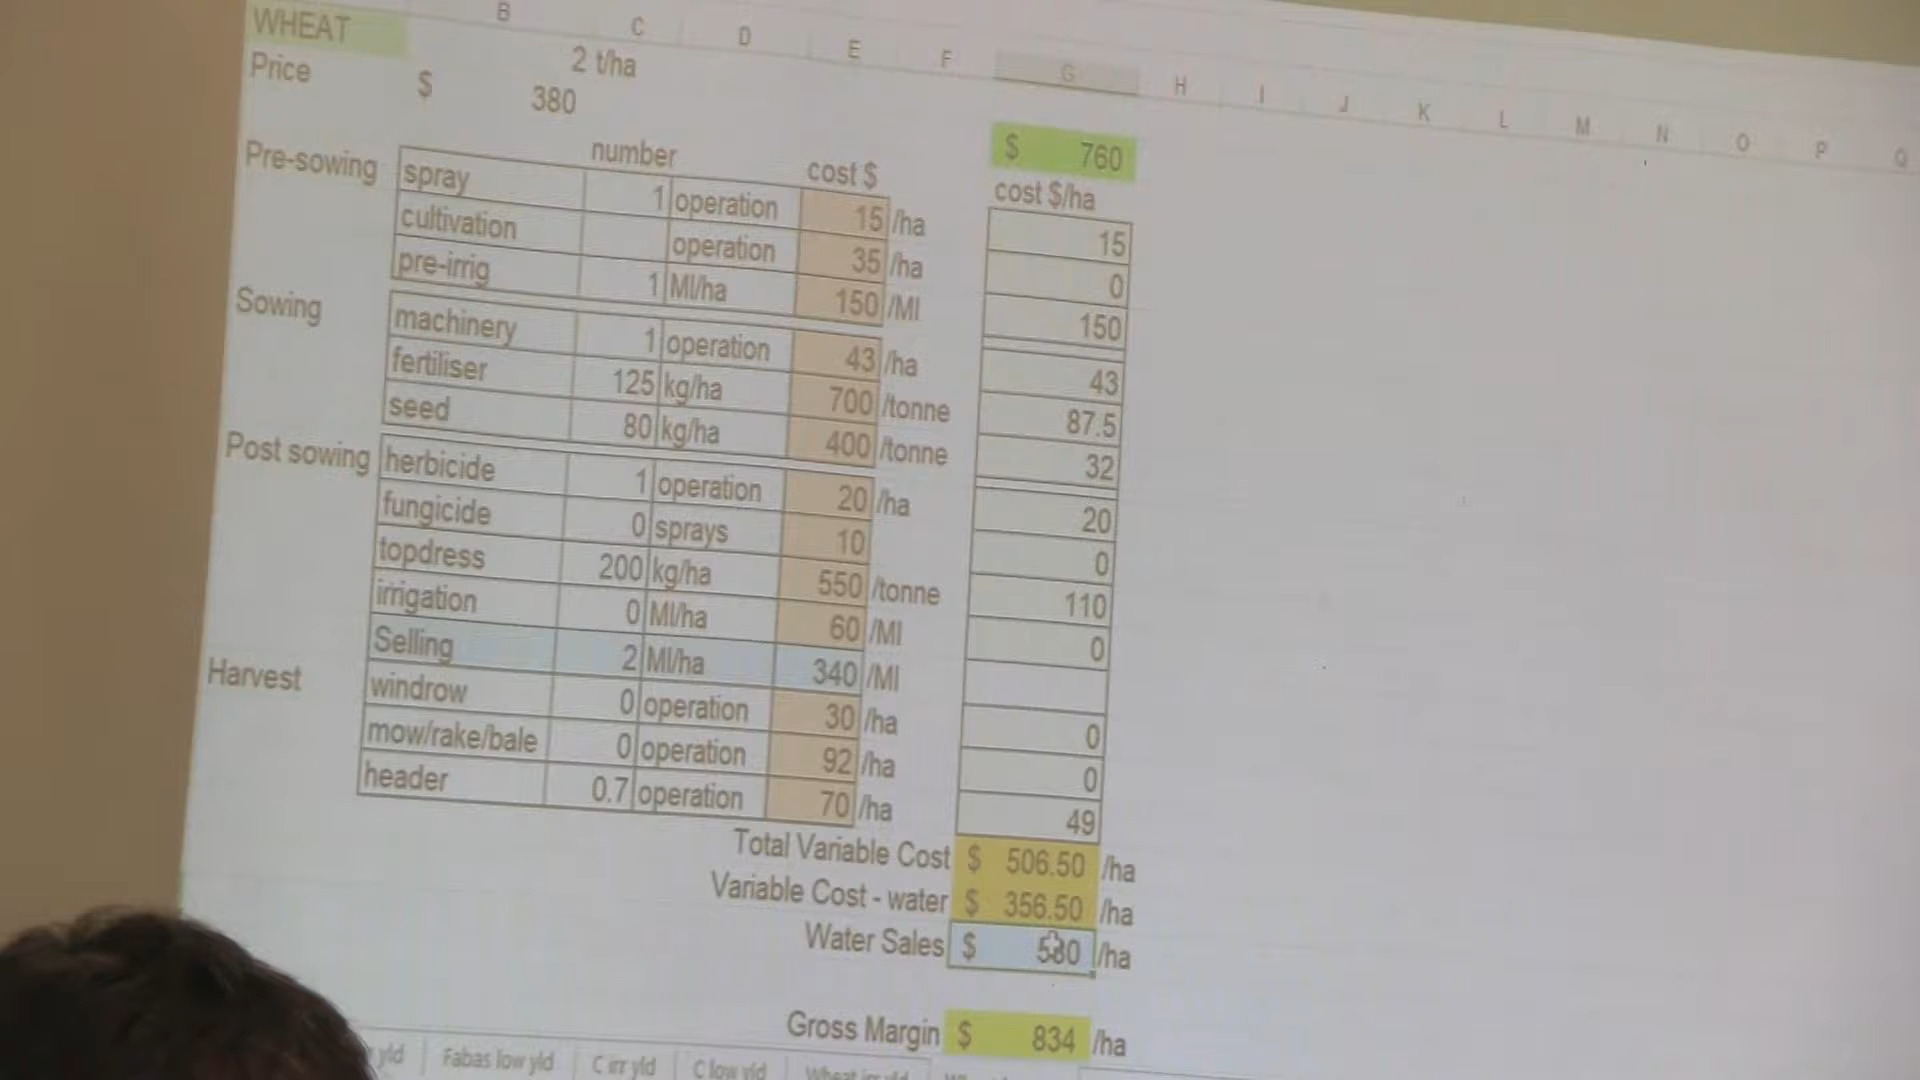 B C D E F G H I J K L M N O P Q
WHEAT 2 t/ha
Price $ 380
$ 760
number cost $ cost $/ha
Pre-sowing spray 1 operation 15 /ha 15
cultivation operation 35 /ha 0
pre-irrig 1 Ml/ha 150 /Ml 150
Sowing machinery 1 operation 43 /ha 43
fertiliser 125 kg/ha 700 /tonne 87.5
seed 80 kg/ha 400 /tonne 32
Post sowing herbicide 1 operation 20 /ha 20
fungicide 0 sprays 10 0
topdress 200 kg/ha 550 /tonne 110
irrigation 0 Ml/ha 60 /Ml 0
Selling 2 Ml/ha 340 /Ml
Harvest windrow 0 operation 30 /ha 0
mow/rake/bale 0 operation 92 /ha 0
header 0.7 operation 70 /ha 49
Total Variable Cost $ 506.50 /ha
Variable Cost - water $ 356.50 /ha
Water Sales $ /ha
Gross Margin $ 834 /ha
yld Fabas low yld C irr yld C low yld Wheat irr yld